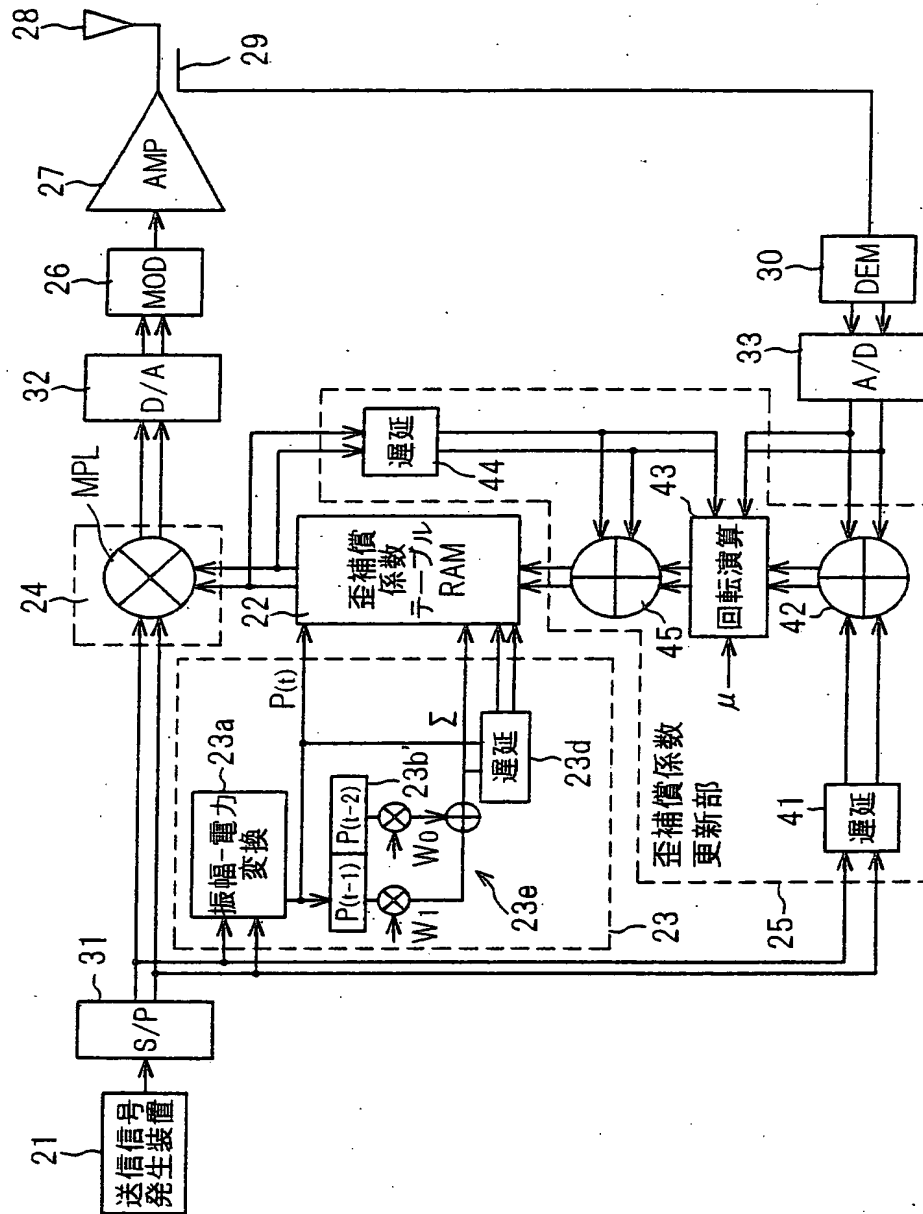 21
送信信号
発生装置
31
S/P
24
MPL
32
D/A
26
MOD
27
AMP
28
29
23a
振幅-電力
変換
P(t)
P(t-1)
P(t-2)
23b'
W1
W0
Σ
23e
遅延
23d
23
22
歪補償
係数
テーブル
RAM
遅延
44
45
43
回転演算
μ
歪補償係数
更新部
25
41
遅延
42
33
A/D
30
DEM